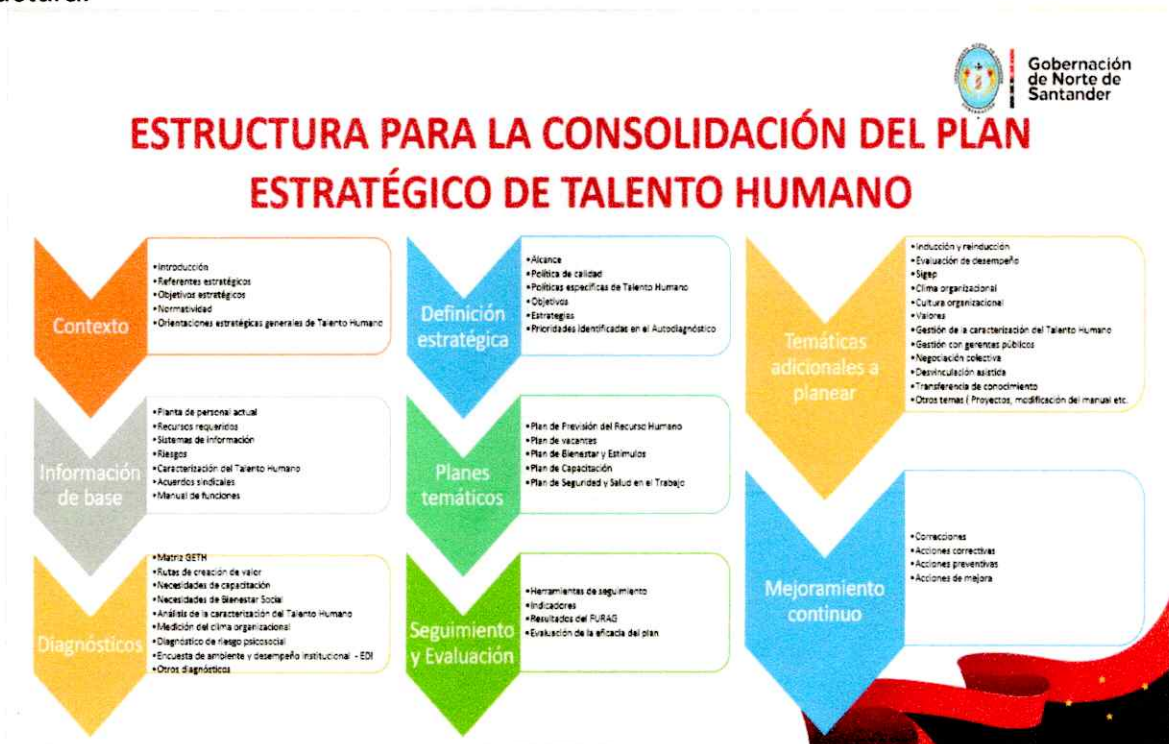 Gobernación
de Norte de
Santander
ESTRUCTURA PARA LA CONSOLIDACIÓN DEL PLAN
ESTRATÉGICO DE TALENTO HUMANO
Contexto
•Introducción
•Referentes estratégicos
•Objetivos estratégicos
•Normatividad
•Orientaciones estratégicas generales de Talento Humano
Información
de base
•Planta de personal actual
•Recursos requeridos
•Sistemas de información
•Riesgos
•Caracterización del Talento Humano
•Acuerdos sindicales
•Manual de funciones
Diagnósticos
•Matriz GETH
•Rutas de creación de valor
•Necesidades de capacitación
•Necesidades de Bienestar Social
•Análisis de la caracterización del Talento Humano
•Medición del clima organizacional
•Diagnóstico de riesgo psicosocial
•Encuesta de ambiente y desempeño institucional - EDI
•Otros diagnósticos
Definición
estratégica
•Alcance
•Política de calidad
•Políticas específicas de Talento Humano
•Objetivos
•Estrategias
•Prioridades identificadas en el Autodiagnóstico
Planes
temáticos
•Plan de Previsión del Recurso Humano
•Plan de vacantes
•Plan de Bienestar y Estímulos
•Plan de Capacitación
•Plan de Seguridad y Salud en el Trabajo
Seguimiento
y Evaluación
•Herramientas de seguimiento
•Indicadores
•Resultados del FURAG
•Evaluación de la eficacia del plan
Temáticas
adicionales a
planear
•Inducción y reinducción
•Evaluación de desempeño
•Sigep
•Clima organizacional
•Cultura organizacional
•Valores
•Gestión de la caracterización del Talento Humano
•Gestión con gerentes públicos
•Negociación colectiva
•Desvinculación asistida
•Transferencia de conocimiento
•Otros temas ( Proyectos, modificación del manual etc.
Mejoramiento
continuo
•Correcciones
•Acciones correctivas
•Acciones preventivas
•Acciones de mejora